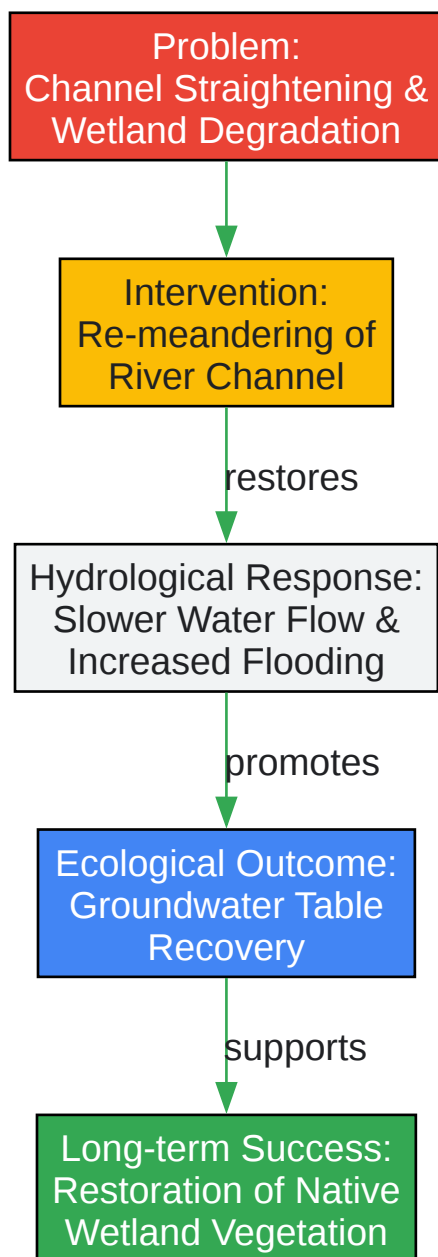 Problem:
Channel Straightening &
Wetland Degradation
Intervention:
Re-meandering of
River Channel
restores
Hydrological Response:
Slower Water Flow &
Increased Flooding
promotes
Ecological Outcome:
Groundwater Table
Recovery
supports
Long-term Success:
Restoration of Native
Wetland Vegetation